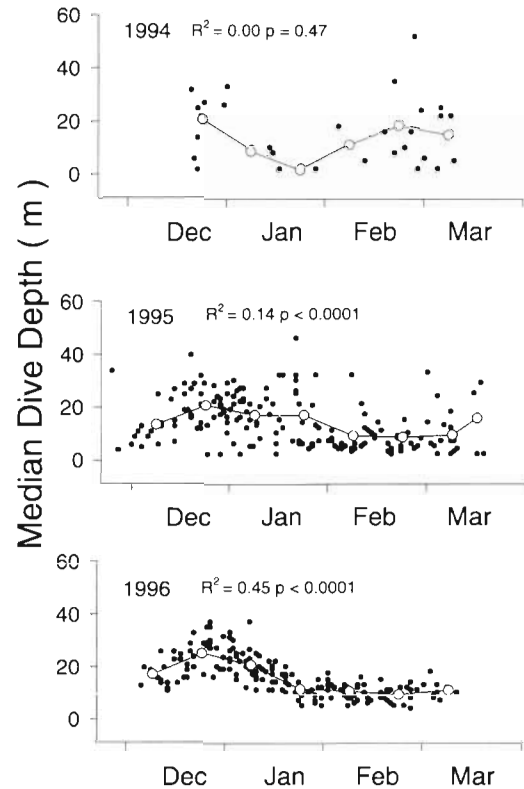 Median Dive Depth ( m )
60
1994 R² = 0.00 p = 0.47
40
20
0
Dec Jan Feb Mar
60
1995 R² = 0.14 p < 0.0001
40
20
0
Dec Jan Feb Mar
60
1996 R² = 0.45 p < 0.0001
40
20
0
Dec Jan Feb Mar